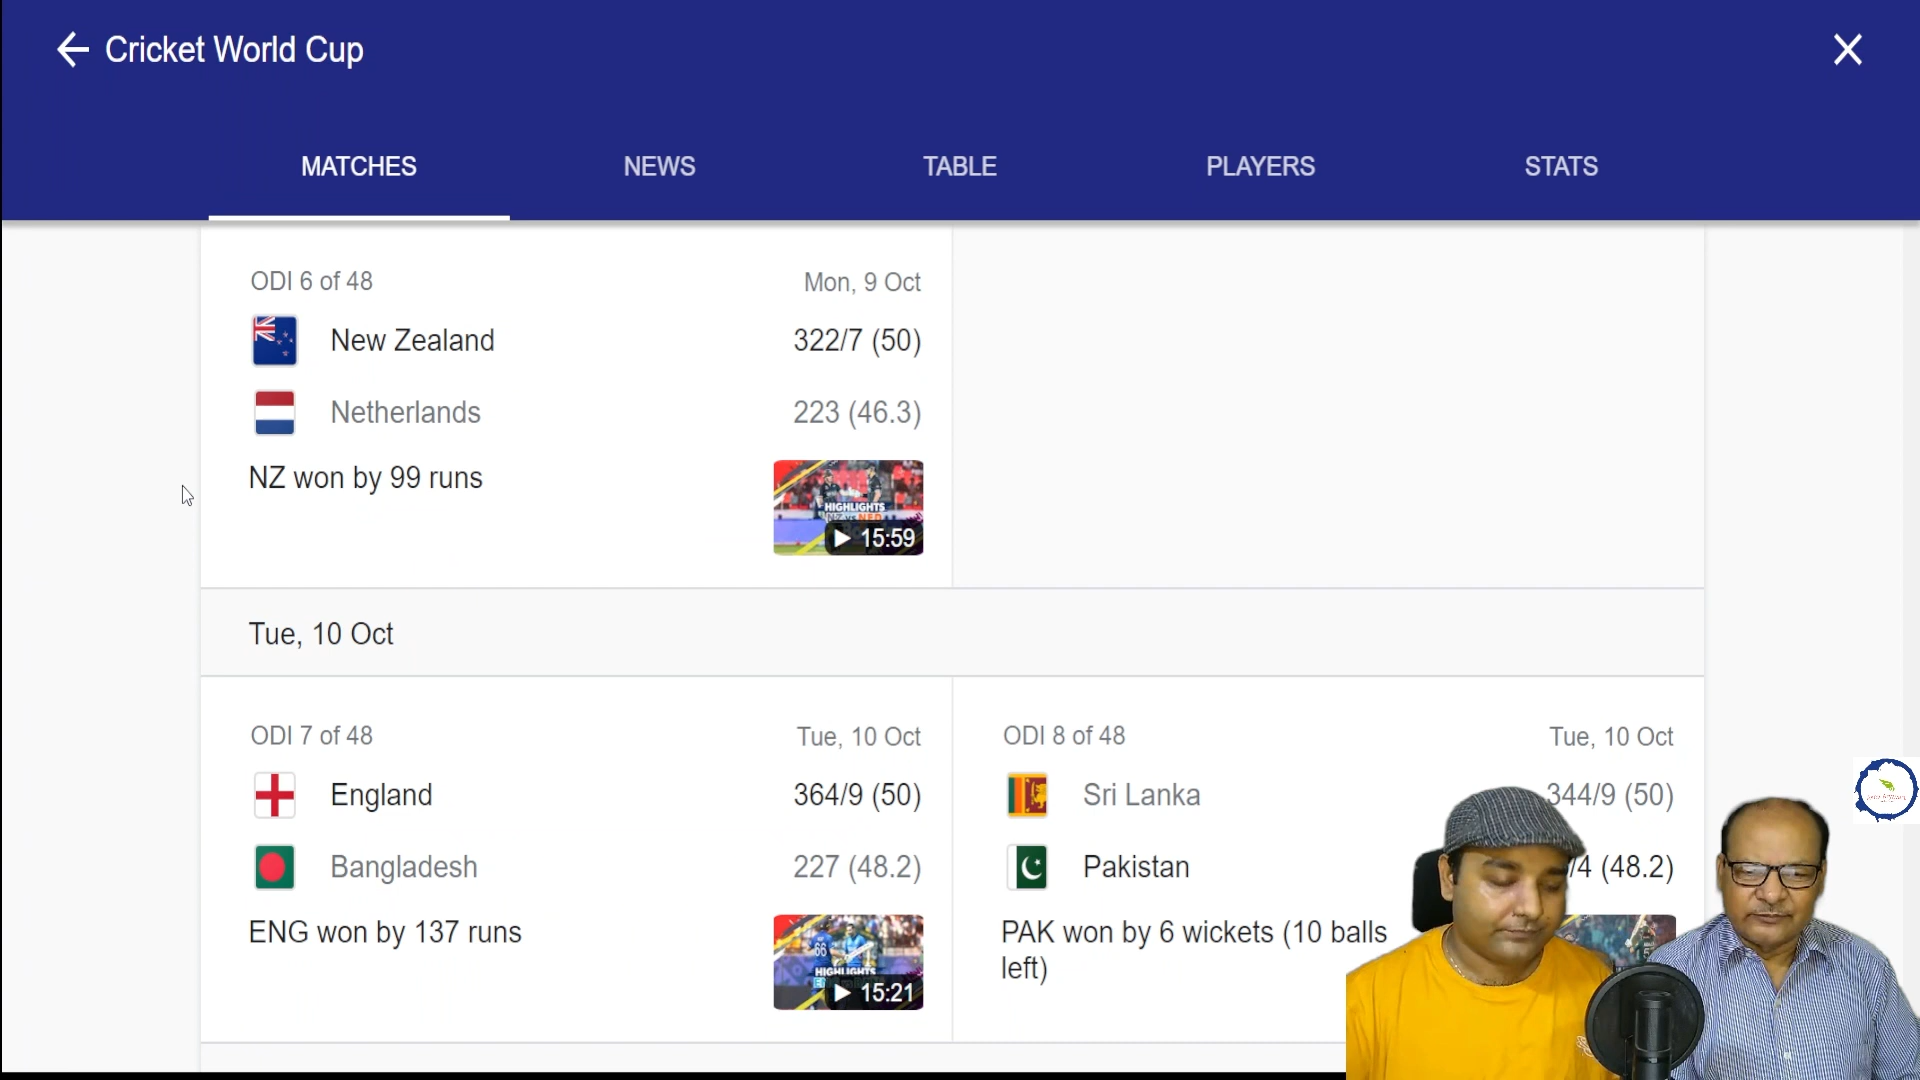 Cricket World Cup
MATCHES
NEWS
TABLE
PLAYERS
STATS
ODI 6 of 48
Mon, 9 Oct
New Zealand
322/7 (50)
Netherlands
223 (46.3)
NZ won by 99 runs
HIGHLIGHTS
NZ vs NED
15:59
Tue, 10 Oct
ODI 7 of 48
Tue, 10 Oct
England
364/9 (50)
Bangladesh
227 (48.2)
ENG won by 137 runs
66
HIGHLIGHTS
15:21
ODI 8 of 48
Tue, 10 Oct
Sri Lanka
344/9 (50)
Pakistan
/4 (48.2)
PAK won by 6 wickets (10 balls
left)